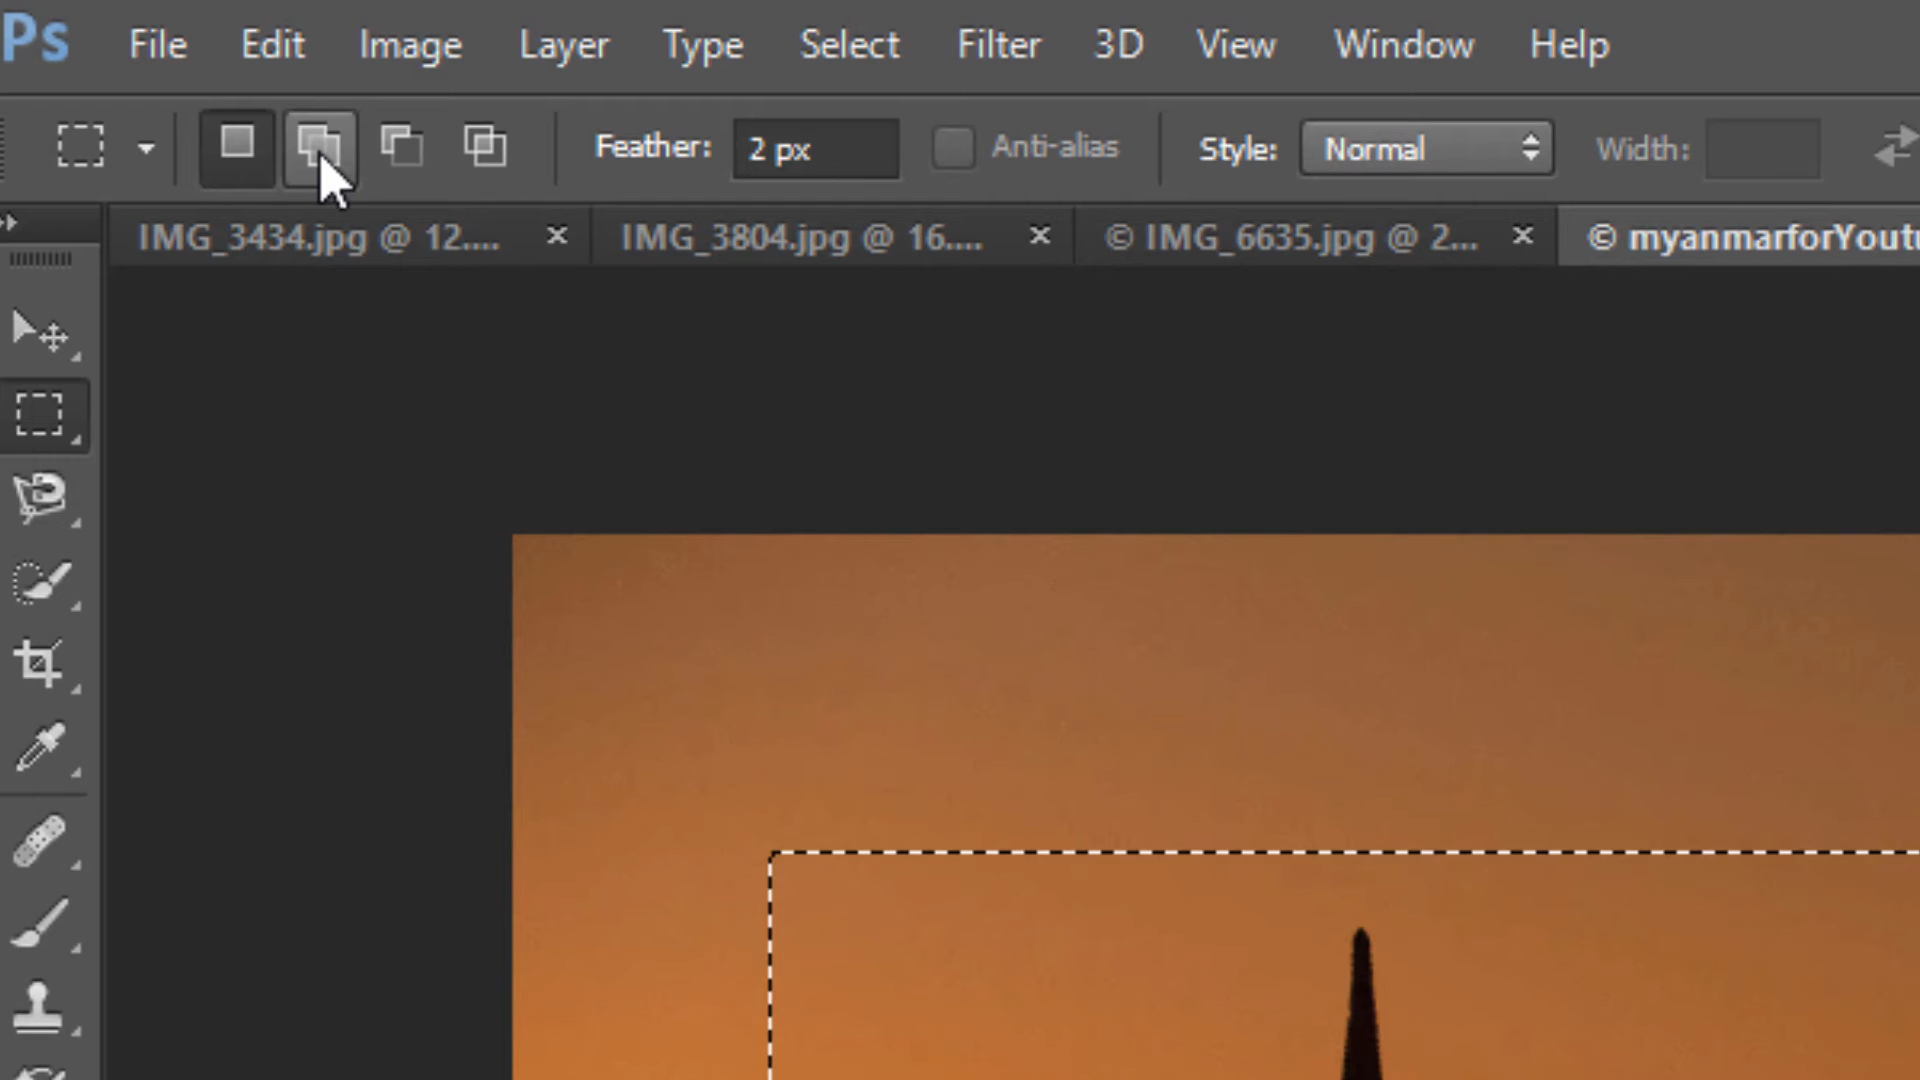 Ps File Edit Image Layer Type Select Filter 3D View Window Help
Feather: 2 px Anti-alias Style: Normal Width:
IMG_3434.jpg @ 12.... × IMG_3804.jpg @ 16.... × © IMG_6635.jpg @ 2... × © myanmarforYoutu